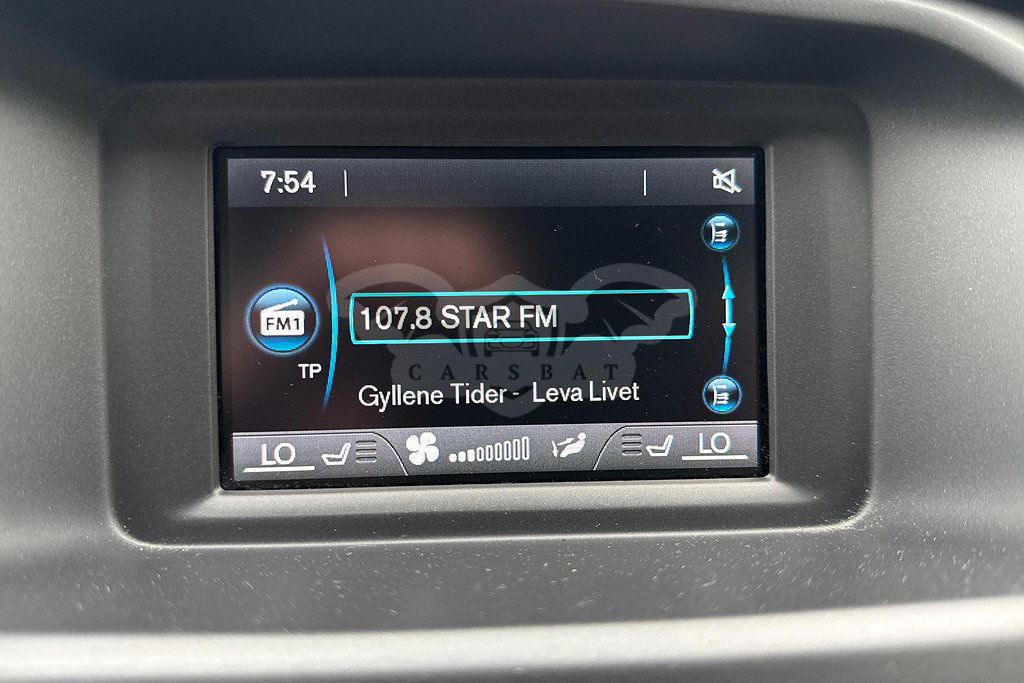 7:54
FM1
107,8 STAR FM
CARSBAT
TP
Gyllene Tider - Leva Livet
LO
LO